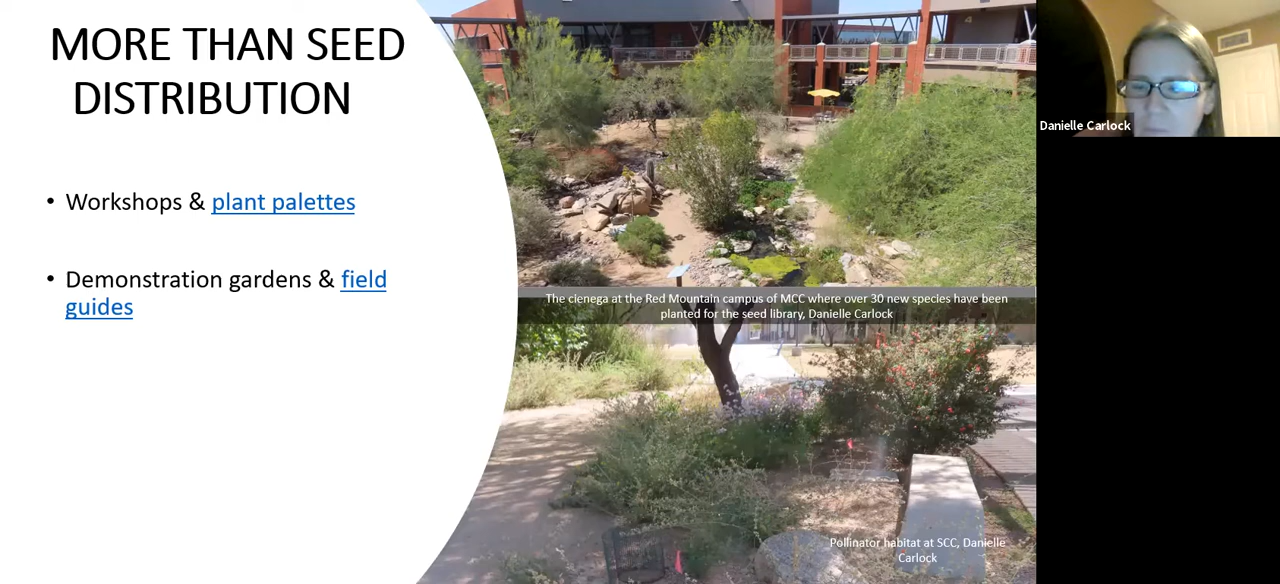 MORE THAN SEED
DISTRIBUTION
• Workshops & plant palettes
• Demonstration gardens & field
guides
The cienega at the Red Mountain campus of MCC where over 30 new species have been
planted for the seed library, Danielle Carlock
Pollinator habitat at SCC, Danielle
Carlock
Danielle Carlock